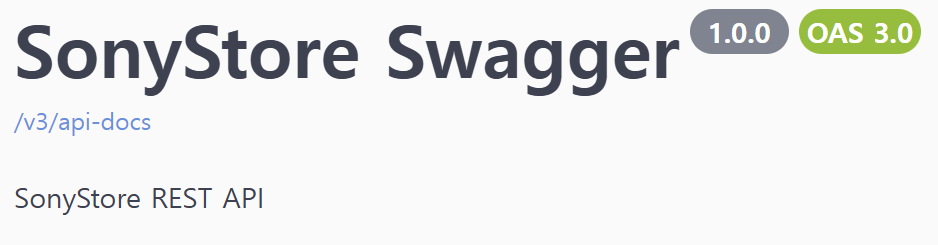 SonyStore Swagger 1.0.0 OAS 3.0
/v3/api-docs
SonyStore REST API